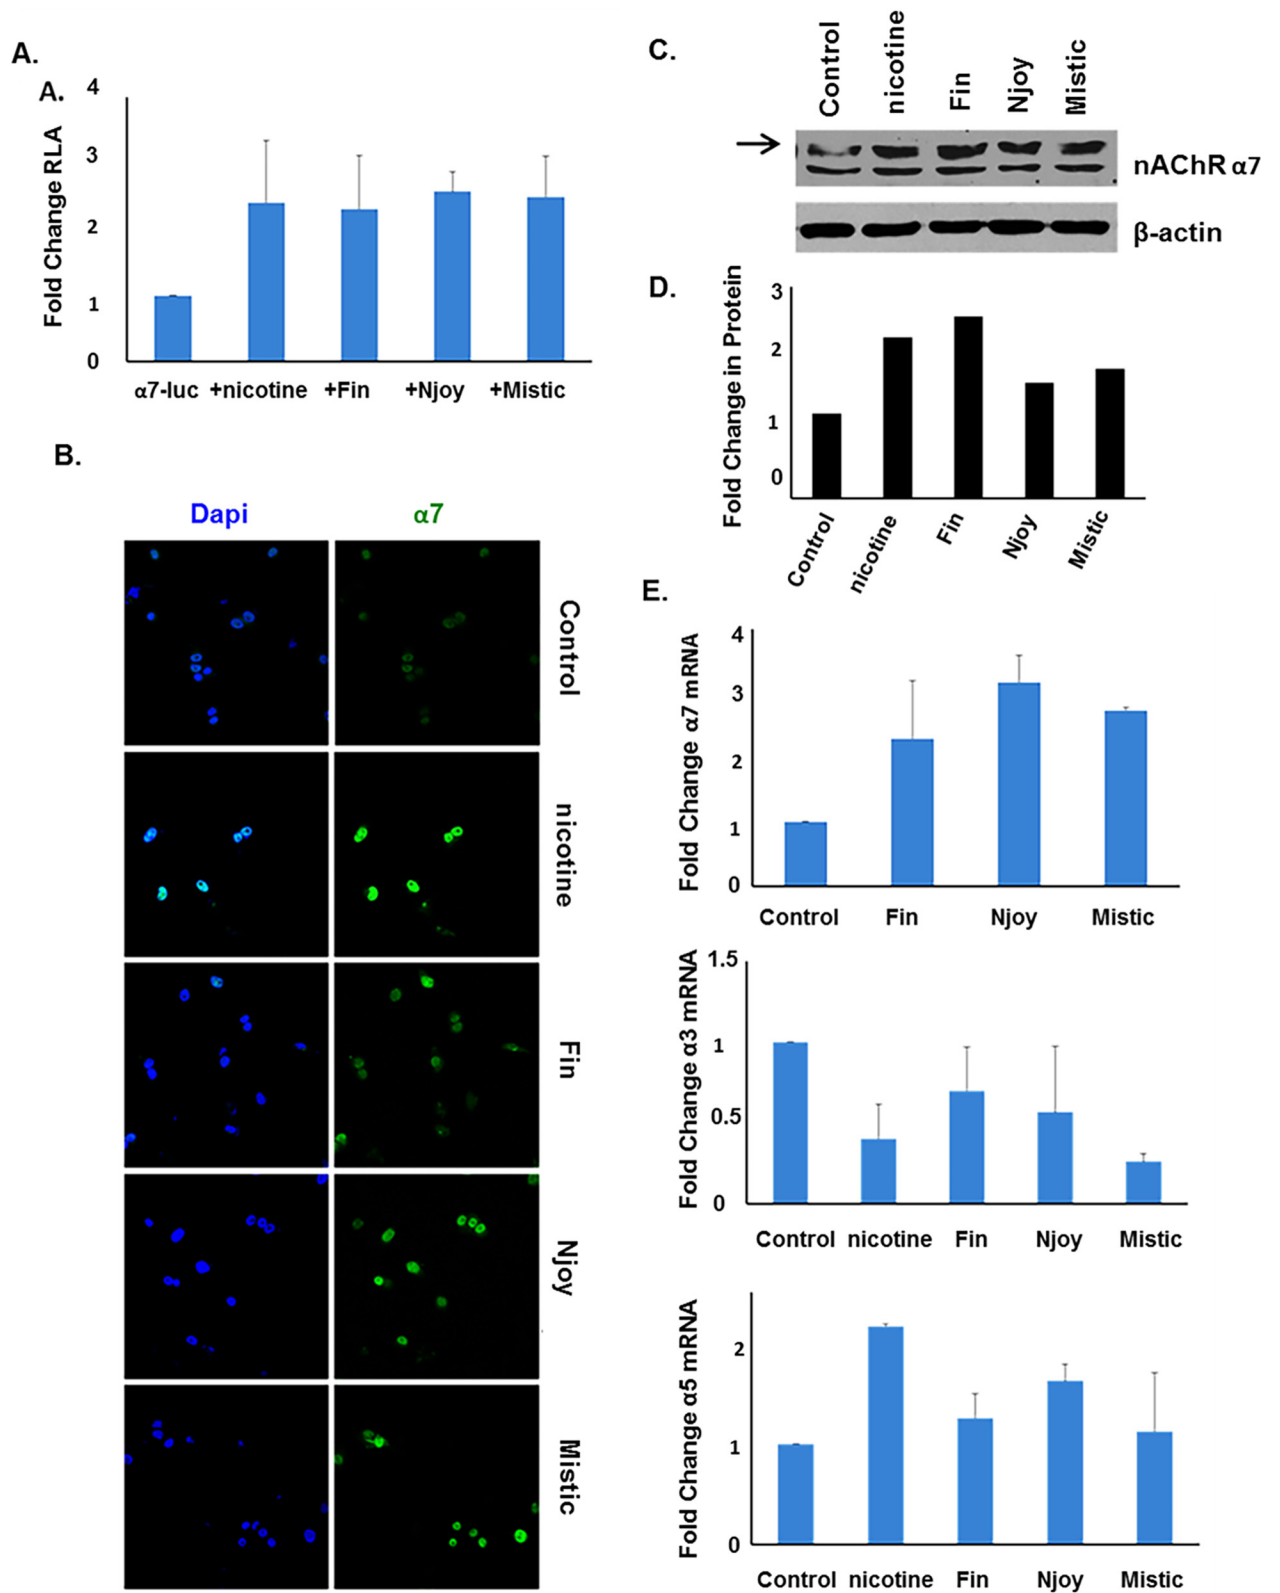 A.
A.
4
3
2
1
0
Fold Change RLA
α7-luc +nicotine +Fin +Njoy +Mistic
B.
Dapi α7
Control
nicotine
Fin
Njoy
Mistic
C.
Control nicotine Fin Njoy Mistic
nAChR α7
β-actin
D.
3
2
1
0
Fold Change in Protein
Control nicotine Fin Njoy Mistic
E.
4
3
2
1
0
Fold Change α7 mRNA
Control Fin Njoy Mistic
1.5
1
0.5
0
Fold Change α3 mRNA
Control nicotine Fin Njoy Mistic
2
1
0
Fold Change α5 mRNA
Control nicotine Fin Njoy Mistic